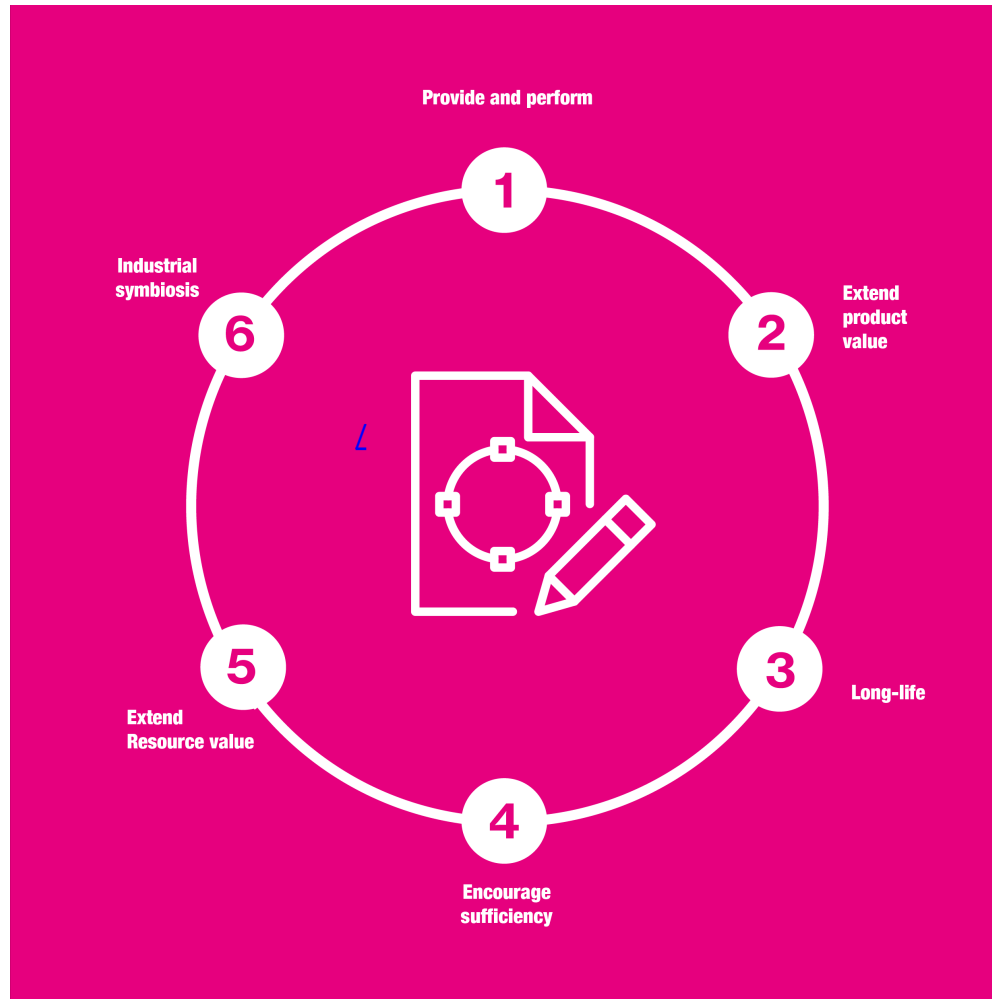 Provide and perform
1
2
Extend
product
value
3
Long-life
4
Encourage
sufficiency
5
Extend
Resource value
6
Industrial
symbiosis